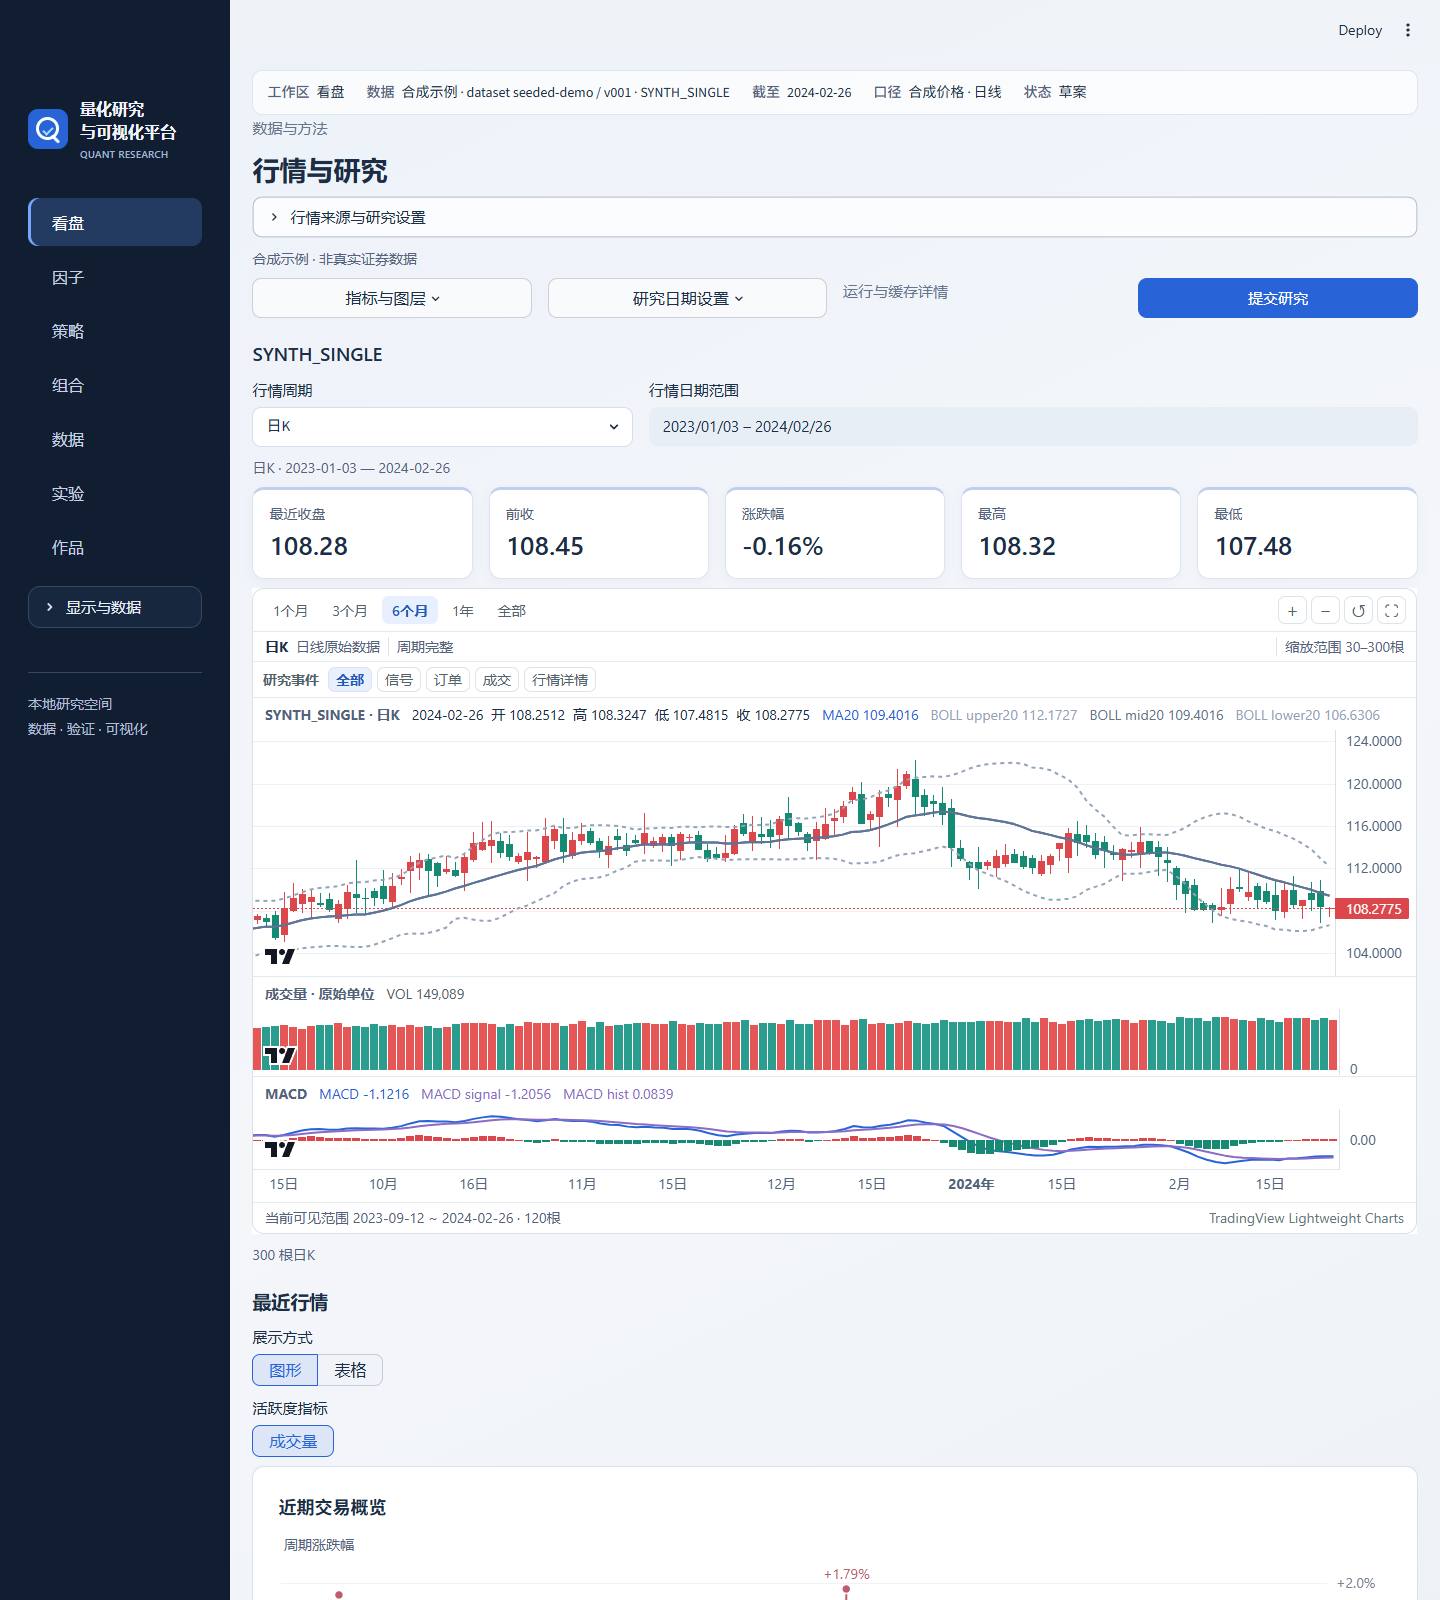 Deploy
量化研究
与可视化平台
QUANT RESEARCH
看盘
因子
策略
组合
数据
实验
作品
显示与数据
本地研究空间
数据 · 验证 · 可视化
工作区 看盘 数据 合成示例 · dataset seeded-demo / v001 · SYNTH_SINGLE 截至 2024-02-26 口径 合成价格 · 日线 状态 草案
数据与方法
行情与研究
行情来源与研究设置
合成示例 · 非真实证券数据
指标与图层 研究日期设置 运行与缓存详情 提交研究
SYNTH_SINGLE
行情周期 行情日期范围
日K 2023/01/03 – 2024/02/26
日K · 2023-01-03 — 2024-02-26
最近收盘 前收 涨跌幅 最高 最低
108.28 108.45 -0.16% 108.32 107.48
1个月 3个月 6个月 1年 全部 + − ↺
日K 日线原始数据 周期完整 缩放范围 30–300根
研究事件 全部 信号 订单 成交 行情详情
SYNTH_SINGLE · 日K 2024-02-26 开 108.2512 高 108.3247 低 107.4815 收 108.2775 MA20 109.4016 BOLL upper20 112.1727 BOLL mid20 109.4016 BOLL lower20 106.6306
124.0000
120.0000
116.0000
112.0000
108.2775
104.0000
成交量 · 原始单位 VOL 149,089
0
MACD MACD -1.1216 MACD signal -1.2056 MACD hist 0.0839
0.00
15日 10月 16日 11月 15日 12月 15日 2024年 15日 2月 15日
当前可见范围 2023-09-12 ~ 2024-02-26 · 120根 TradingView Lightweight Charts
300 根日K
最近行情
展示方式
图形 表格
活跃度指标
成交量
近期交易概览
周期涨跌幅
+1.79%
+2.0%